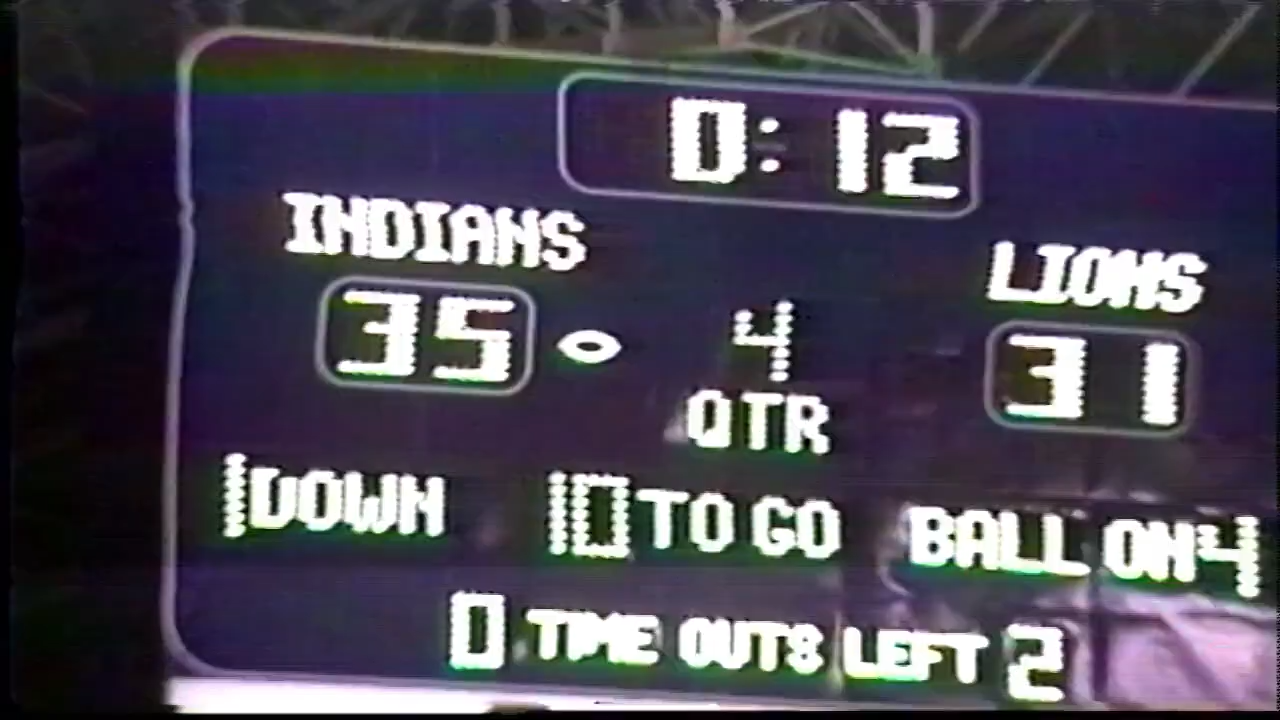 0:12
INDIANS LIONS
35 4 31
QTR
1 DOWN 10 TO GO BALL ON 4
0 TIME OUTS LEFT 2